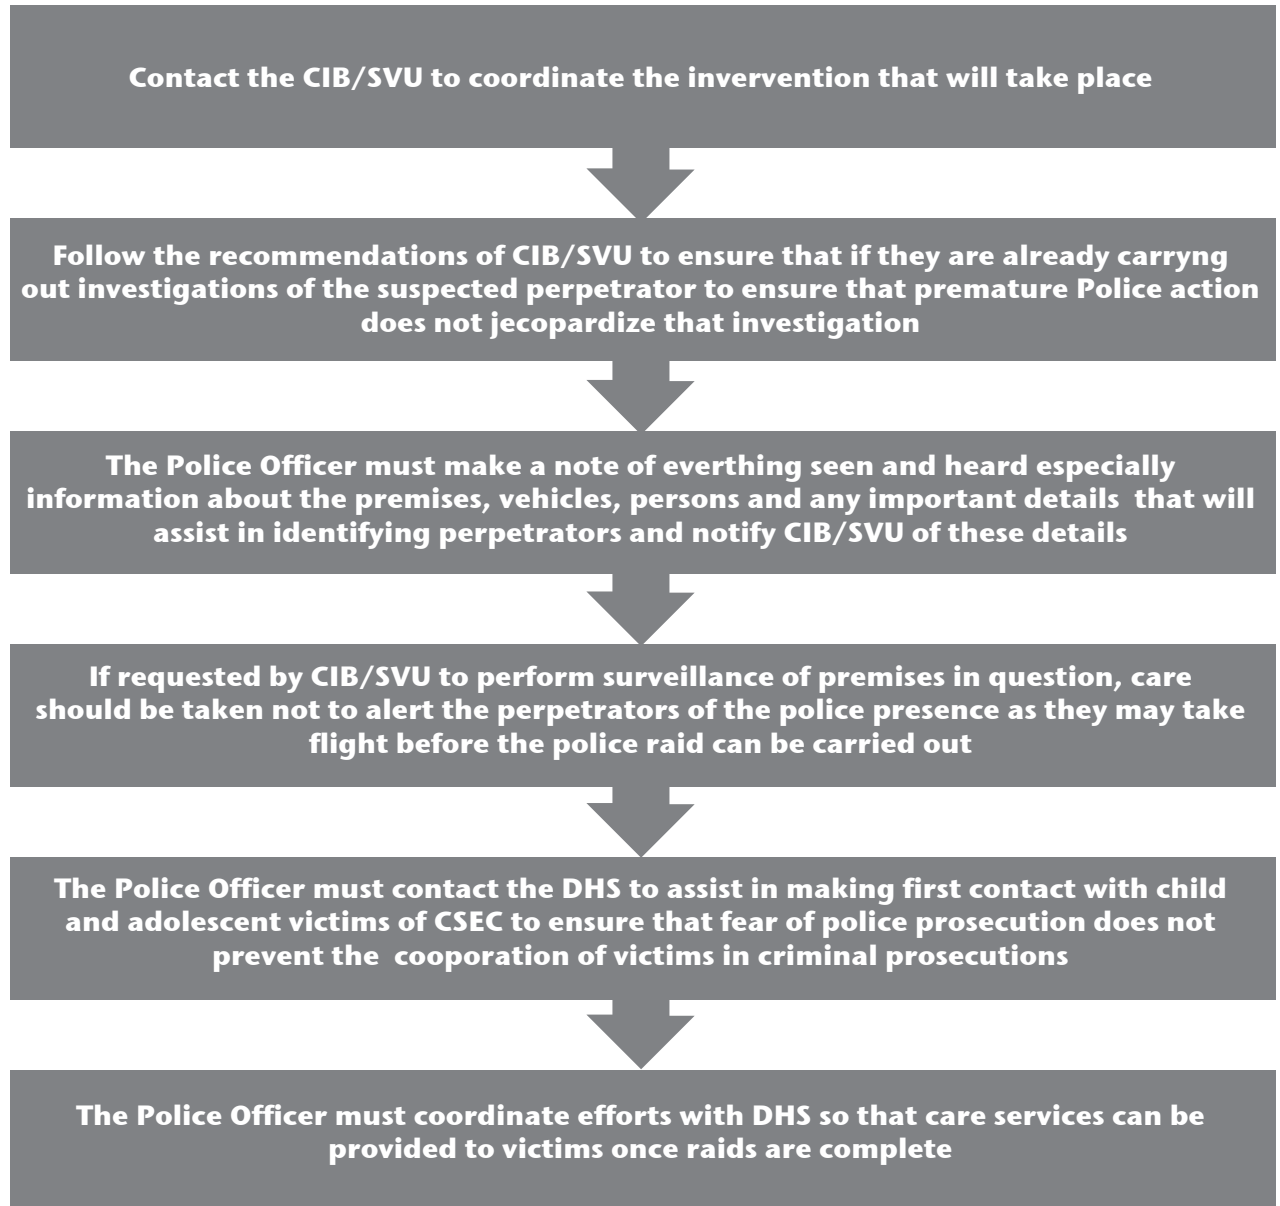 Contact the CIB/SVU to coordinate the invervention that will take place
Follow the recommendations of CIB/SVU to ensure that if they are already carryng
out investigations of the suspected perpetrator to ensure that premature Police action
does not jecopardize that investigation
The Police Officer must make a note of everthing seen and heard especially
information about the premises, vehicles, persons and any important details that will
assist in identifying perpetrators and notify CIB/SVU of these details
If requested by CIB/SVU to perform surveillance of premises in question, care
should be taken not to alert the perpetrators of the police presence as they may take
flight before the police raid can be carried out
The Police Officer must contact the DHS to assist in making first contact with child
and adolescent victims of CSEC to ensure that fear of police prosecution does not
prevent the cooporation of victims in criminal prosecutions
The Police Officer must coordinate efforts with DHS so that care services can be
provided to victims once raids are complete